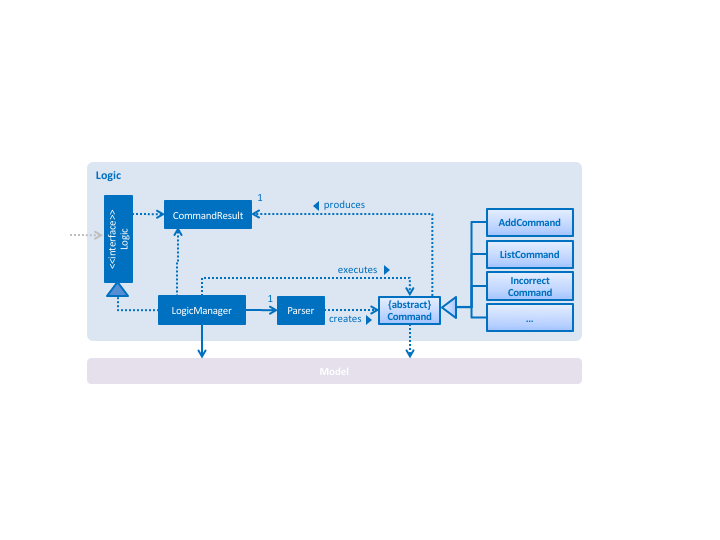 Logic
<<interface>>
Logic
CommandResult
1
produces
AddCommand
ListCommand
Incorrect
Command
...
executes
LogicManager
1
Parser
creates
{abstract}
Command
Model